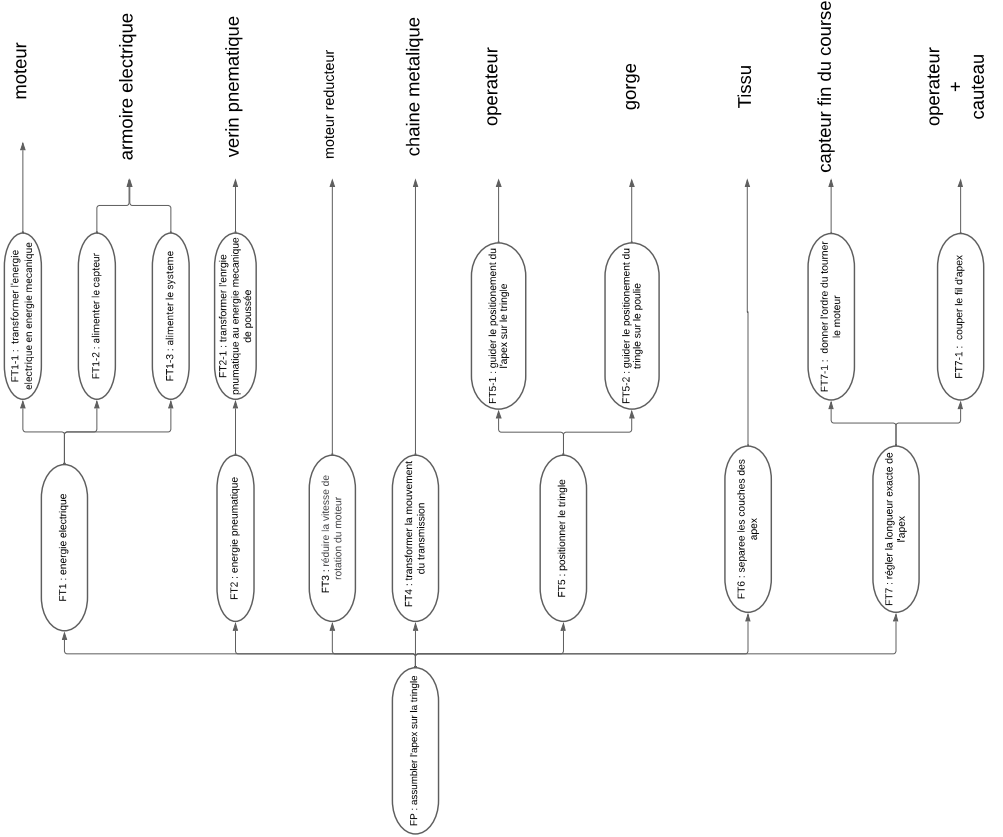 moteur
armoire electrique
verin pnematique
moteur reducteur
chaine metalique
operateur
gorge
Tissu
capteur fin du course
operateur
+
cauteau
FT1-1 : transformer l'energie
electrique en energie mecanique
FT1-2 : alimenter le capteur
FT1-3 : alimenter le systeme
FT2-1 : transformer l'enrgie
pnumatique au energie mecanique
de poussée
FT5-1 : guider le positionement du
l'apex sur le tringle
FT5-2 : guider le positionement du
tringle sur le poulie
FT7-1 : donner l'ordre du tourner
le moteur
FT7-1 : couper le fil d'apex
FT1 : energie electrique
FT2 : energie pneumatique
FT3 : réduire la vitesse de
rotation du moteur
FT4 : transformer la mouvement
du transmission
FT5 : positionner le tringle
FT6 : separee les couches des
apex
FT7 : régler la longueur exacte de
l'apex
FP : assumbler l'apex sur la tringle